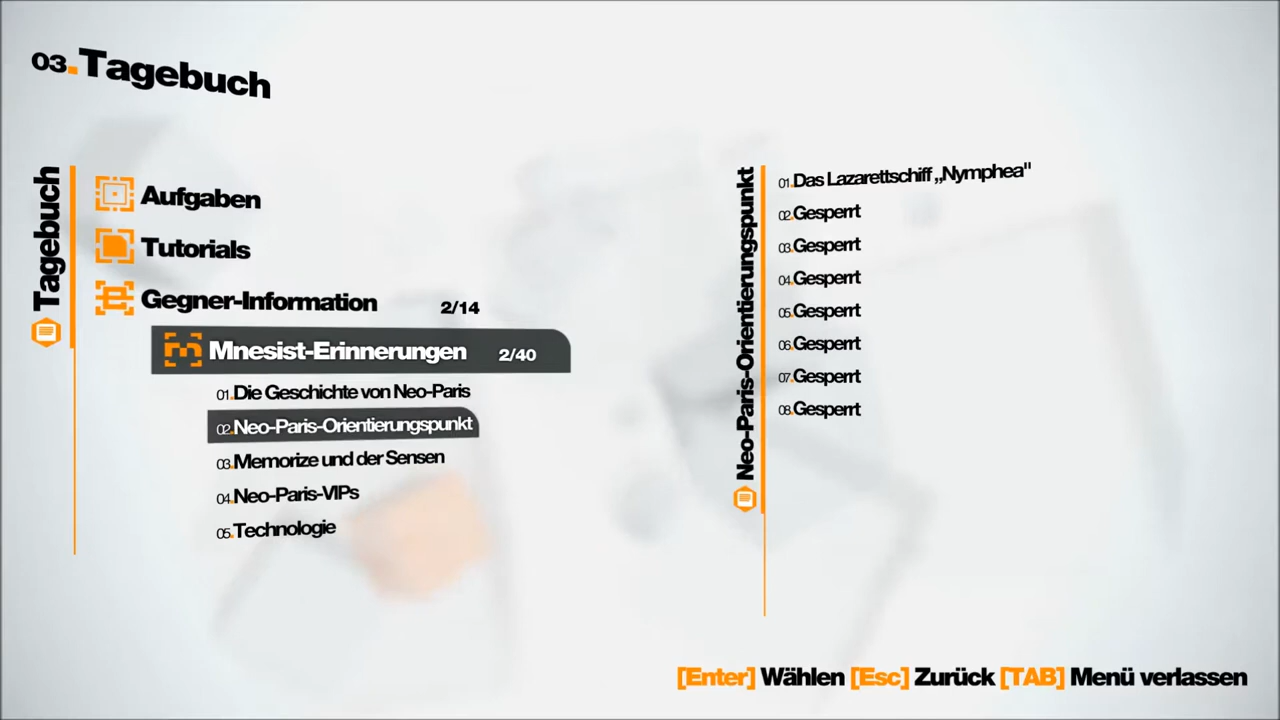 03.Tagebuch
Tagebuch
Aufgaben
Tutorials
Gegner-Information 2/14
Mnesist-Erinnerungen 2/40
01.Die Geschichte von Neo-Paris
02.Neo-Paris-Orientierungspunkt
03.Memorize und der Sensen
04.Neo-Paris-VIPs
05.Technologie
Neo-Paris-Orientierungspunkt
01.Das Lazarettschiff „Nymphea"
02.Gesperrt
03.Gesperrt
04.Gesperrt
05.Gesperrt
06.Gesperrt
07.Gesperrt
08.Gesperrt
[Enter] Wählen [Esc] Zurück [TAB] Menü verlassen